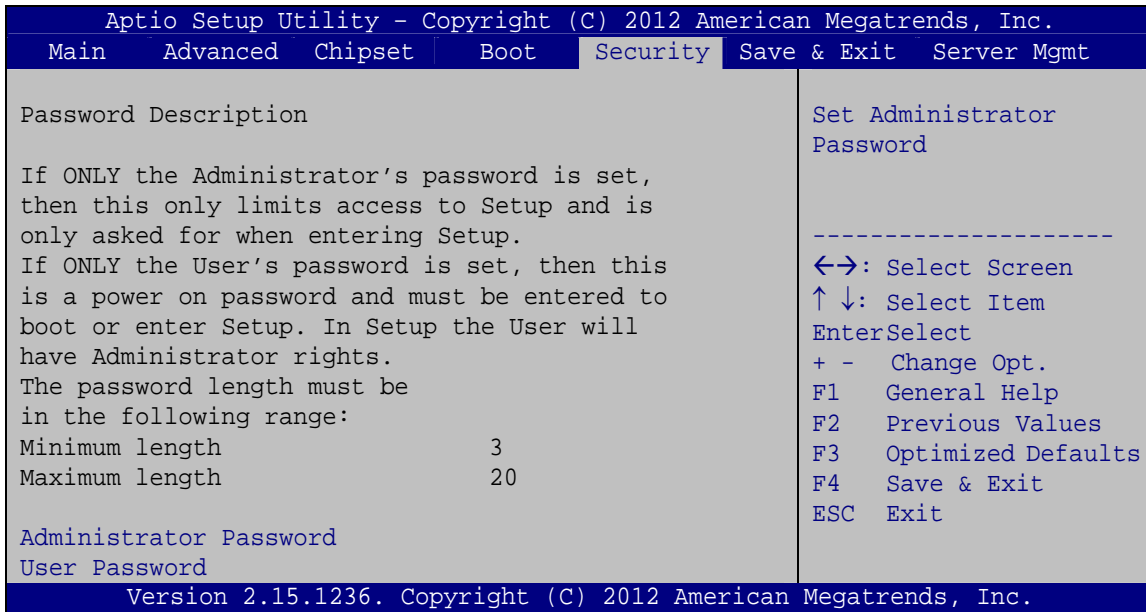 Aptio Setup Utility – Copyright (C) 2012 American Megatrends, Inc.
Main Advanced Chipset Boot Security Save & Exit Server Mgmt
Password Description
If ONLY the Administrator’s password is set,
then this only limits access to Setup and is
only asked for when entering Setup.
If ONLY the User’s password is set, then this
is a power on password and must be entered to
boot or enter Setup. In Setup the User will
have Administrator rights.
The password length must be
in the following range:
Minimum length 3
Maximum length 20
Administrator Password
User Password
Set Administrator
Password
---------------------
←→: Select Screen
↑ ↓: Select Item
EnterSelect
+ - Change Opt.
F1 General Help
F2 Previous Values
F3 Optimized Defaults
F4 Save & Exit
ESC Exit
Version 2.15.1236. Copyright (C) 2012 American Megatrends, Inc.